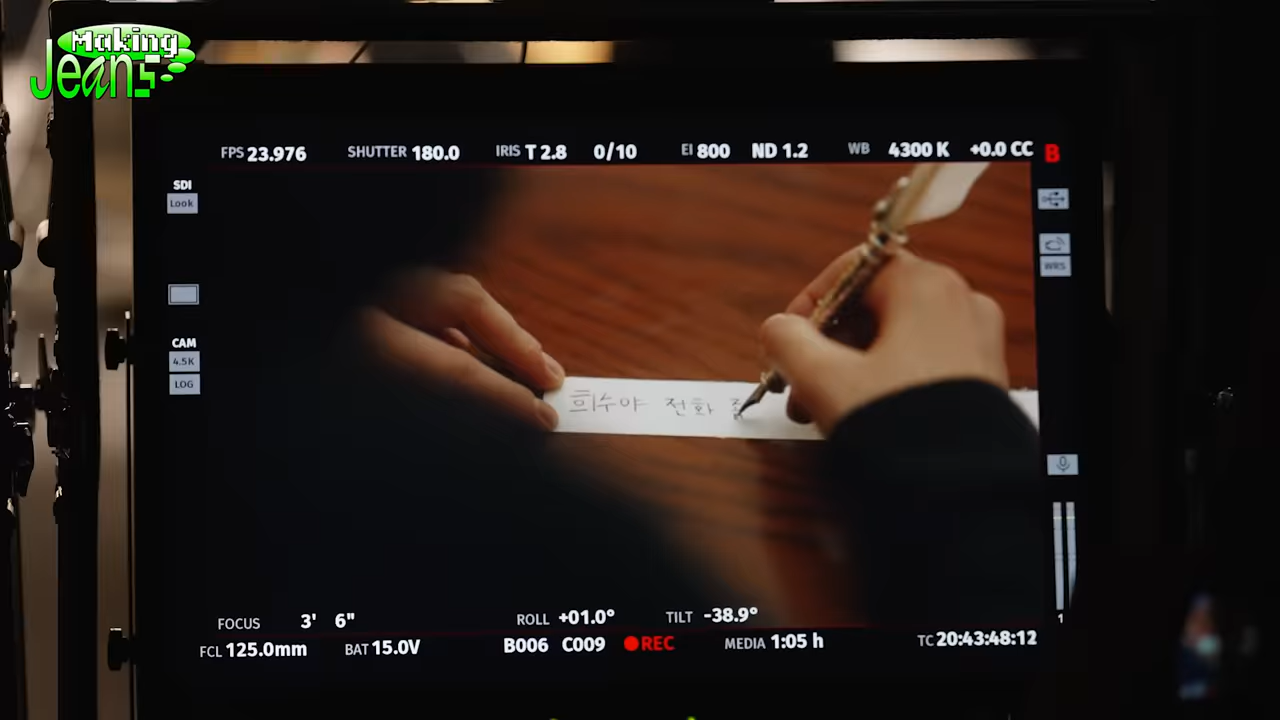 Making
Jeans
FPS 23.976 SHUTTER 180.0 IRIS T 2.8 0/10 EI 800 ND 1.2 WB 4300 K +0.0 CC B
SDI
Look
WRS
희수야 전화
CAM
4.5K
LOG
1
FOCUS 3' 6" ROLL +01.0° TILT -38.9°
FCL 125.0mm BAT 15.0V B006 C009 REC MEDIA 1:05 h TC 20:43:48:12